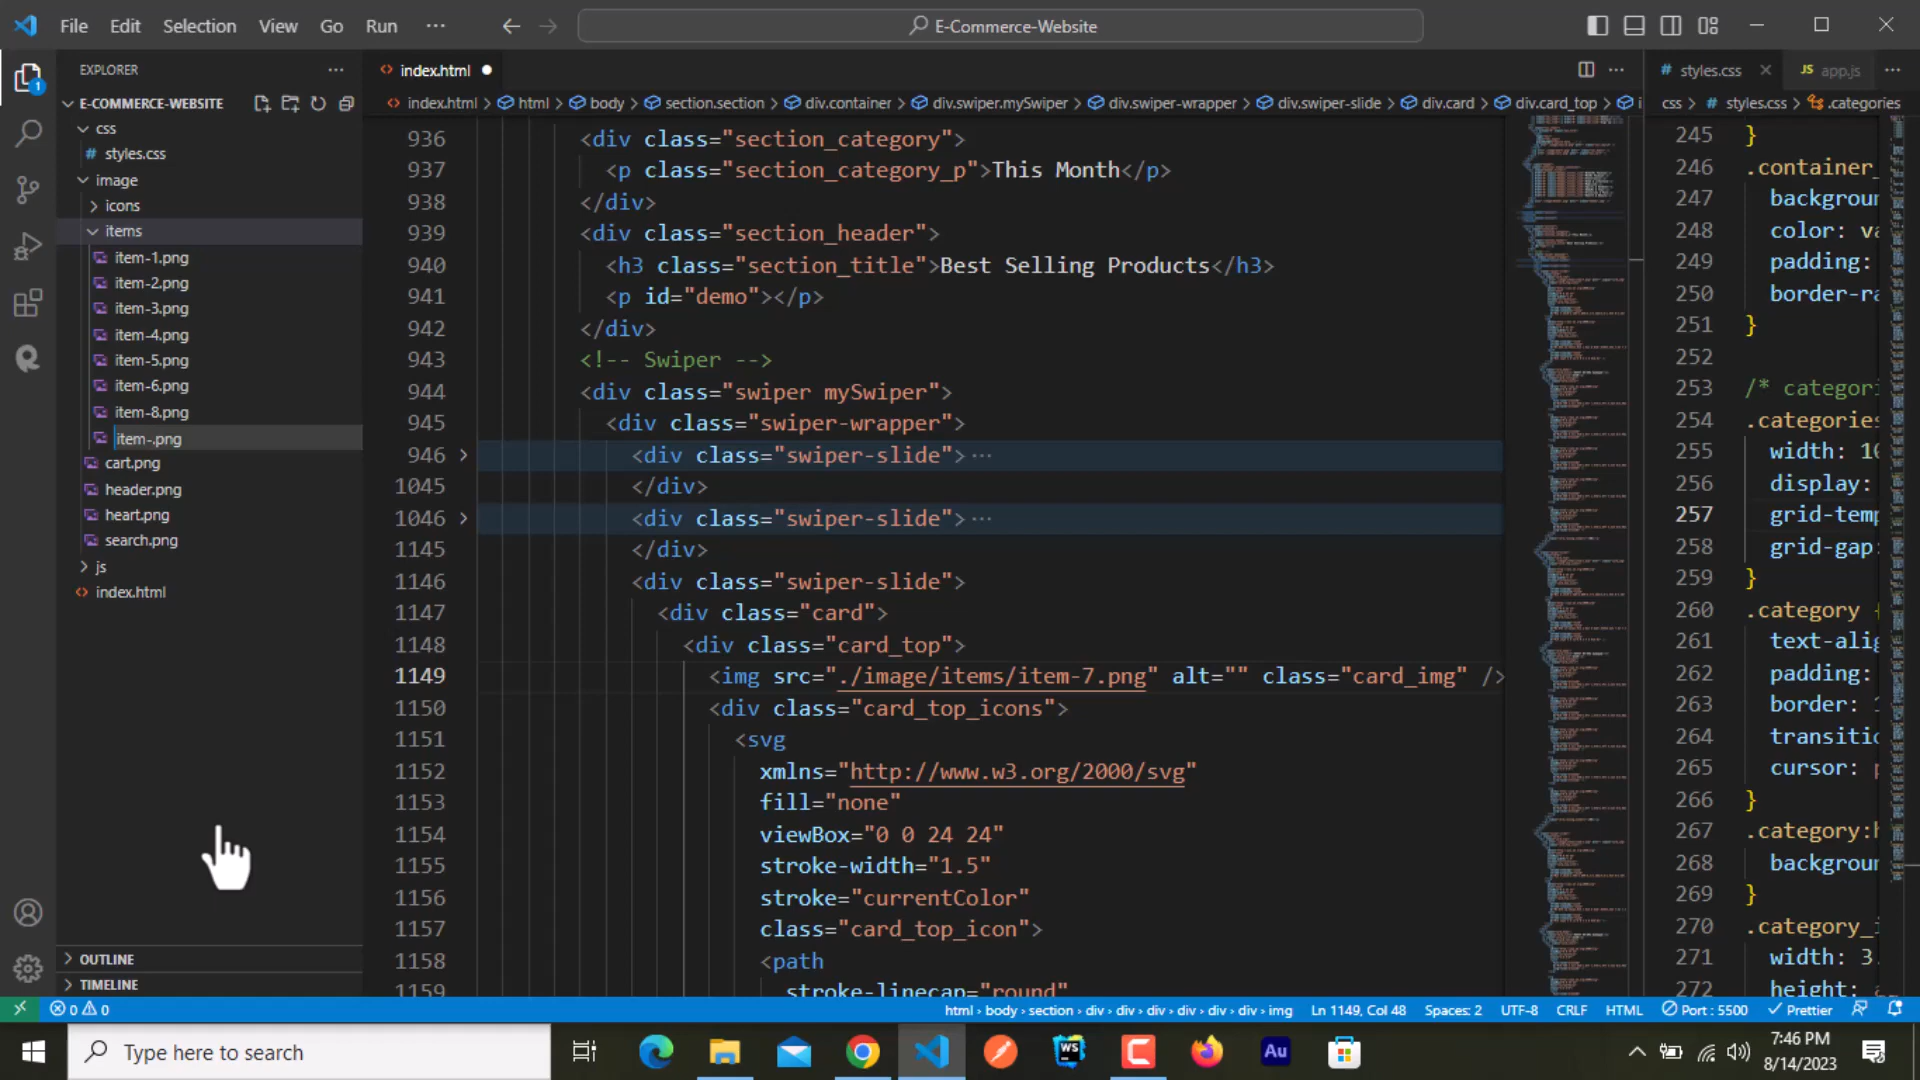 File Edit Selection View Go Run ··· E-Commerce-Website
EXPLORER
E-COMMERCE-WEBSITE
css
# styles.css
image
icons
items
item-1.png
item-2.png
item-3.png
item-4.png
item-5.png
item-6.png
item-8.png
item-.png
cart.png
header.png
heart.png
search.png
js
index.html
OUTLINE
TIMELINE
index.html
index.html > html > body > section.section > div.container > div.swiper.mySwiper > div.swiper-wrapper > div.swiper-slide > div.card > div.card_top >
936 <div class="section_category">
937 <p class="section_category_p">This Month</p>
938 </div>
939 <div class="section_header">
940 <h3 class="section_title">Best Selling Products</h3>
941 <p id="demo"></p>
942 </div>
943 <!-- Swiper -->
944 <div class="swiper mySwiper">
945 <div class="swiper-wrapper">
946 <div class="swiper-slide">···
1045 </div>
1046 <div class="swiper-slide">···
1145 </div>
1146 <div class="swiper-slide">
1147 <div class="card">
1148 <div class="card_top">
1149 <img src="./image/items/item-7.png" alt="" class="card_img" />
1150 <div class="card_top_icons">
1151 <svg
1152 xmlns="http://www.w3.org/2000/svg"
1153 fill="none"
1154 viewBox="0 0 24 24"
1155 stroke-width="1.5"
1156 stroke="currentColor"
1157 class="card_top_icon">
1158 <path
1159 stroke-linecap="round"
# styles.css JS app.js ···
css > # styles.css > .categories
245 }
246 .container_
247 backgroun
248 color: va
249 padding:
250 border-ra
251 }
252
253 /* categori
254 .categories
255 width: 10
256 display:
257 grid-temp
258 grid-gap:
259 }
260 .category {
261 text-alig
262 padding:
263 border: 1
264 transitio
265 cursor: p
266 }
267 .category:h
268 backgroun
269 }
270 .category_i
271 width: 3.
272 height: a
0 0 html > body > section > div > div > div > div > div > div > img Ln 1149, Col 48 Spaces: 2 UTF-8 CRLF HTML Port : 5500 Prettier
Type here to search
WS
Au
7:46 PM
8/14/2023